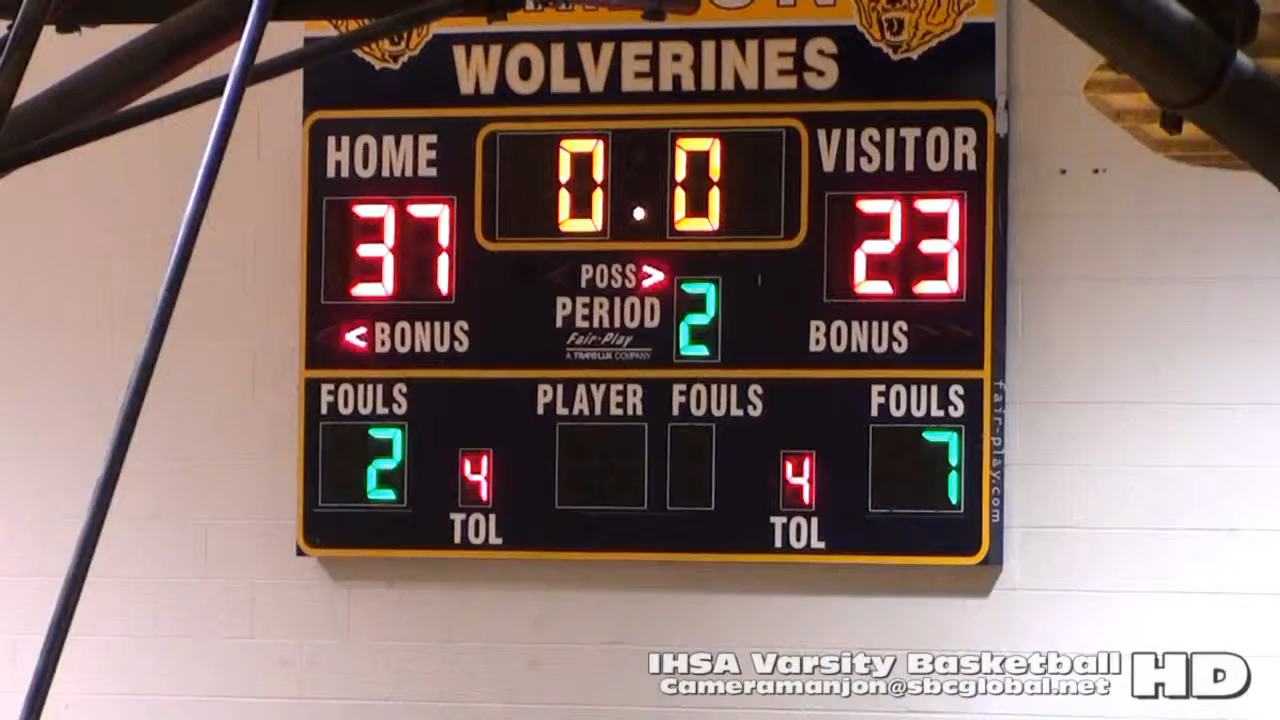 WOLVERINES
HOME 0.0 VISITOR
37 23
POSS>
PERIOD 2
<BONUS BONUS
Fair-Play
A TRANS-LUX COMPANY
FOULS PLAYER FOULS FOULS
2 4 4 7
TOL TOL
fair-play.com
IHSA Varsity Basketball HD
Cameramanjon@sbcglobal.net